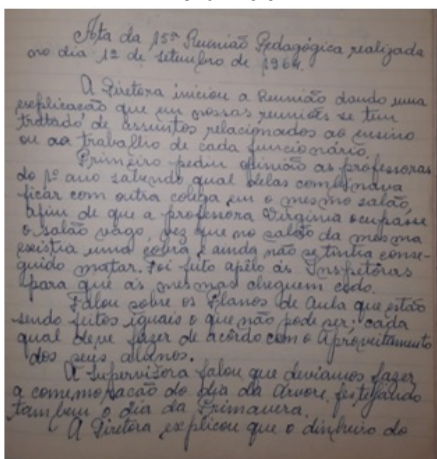 Ata da 15ª Reunião Pedagógica realizada
no dia 12 de setembro de 1964.
A Diretora iniciou a Reunião dando uma
explicação que em nossas reuniões se tem
tratado de assuntos relacionados ao ensino
ou ao trabalho de cada funcionário.
Primeiro pediu opinião as professoras
do 1º ano sabendo qual delas combinava
ficar com outra colega em o mesmo salão,
afim de que a professora Virgínia ocupasse
o salão vago, vez que no salão da mesma
existia uma cobra e ainda não se tinha conse-
guido matar. Foi feito apêlo ás Inspetoras
para que as mesmas cheguem cedo.
Falou sobre os Planos de Aula que estão
sendo feitos iguais o que não pode ser; cada
qual deve fazer de acôrdo com o Aproveitamento
dos seus alunos.
A supervisora falou que deviamos fazer
a comemoração do dia da Árvore, festejando
tambem o dia da Primavera.
A Diretora explicou que o dinheiro do